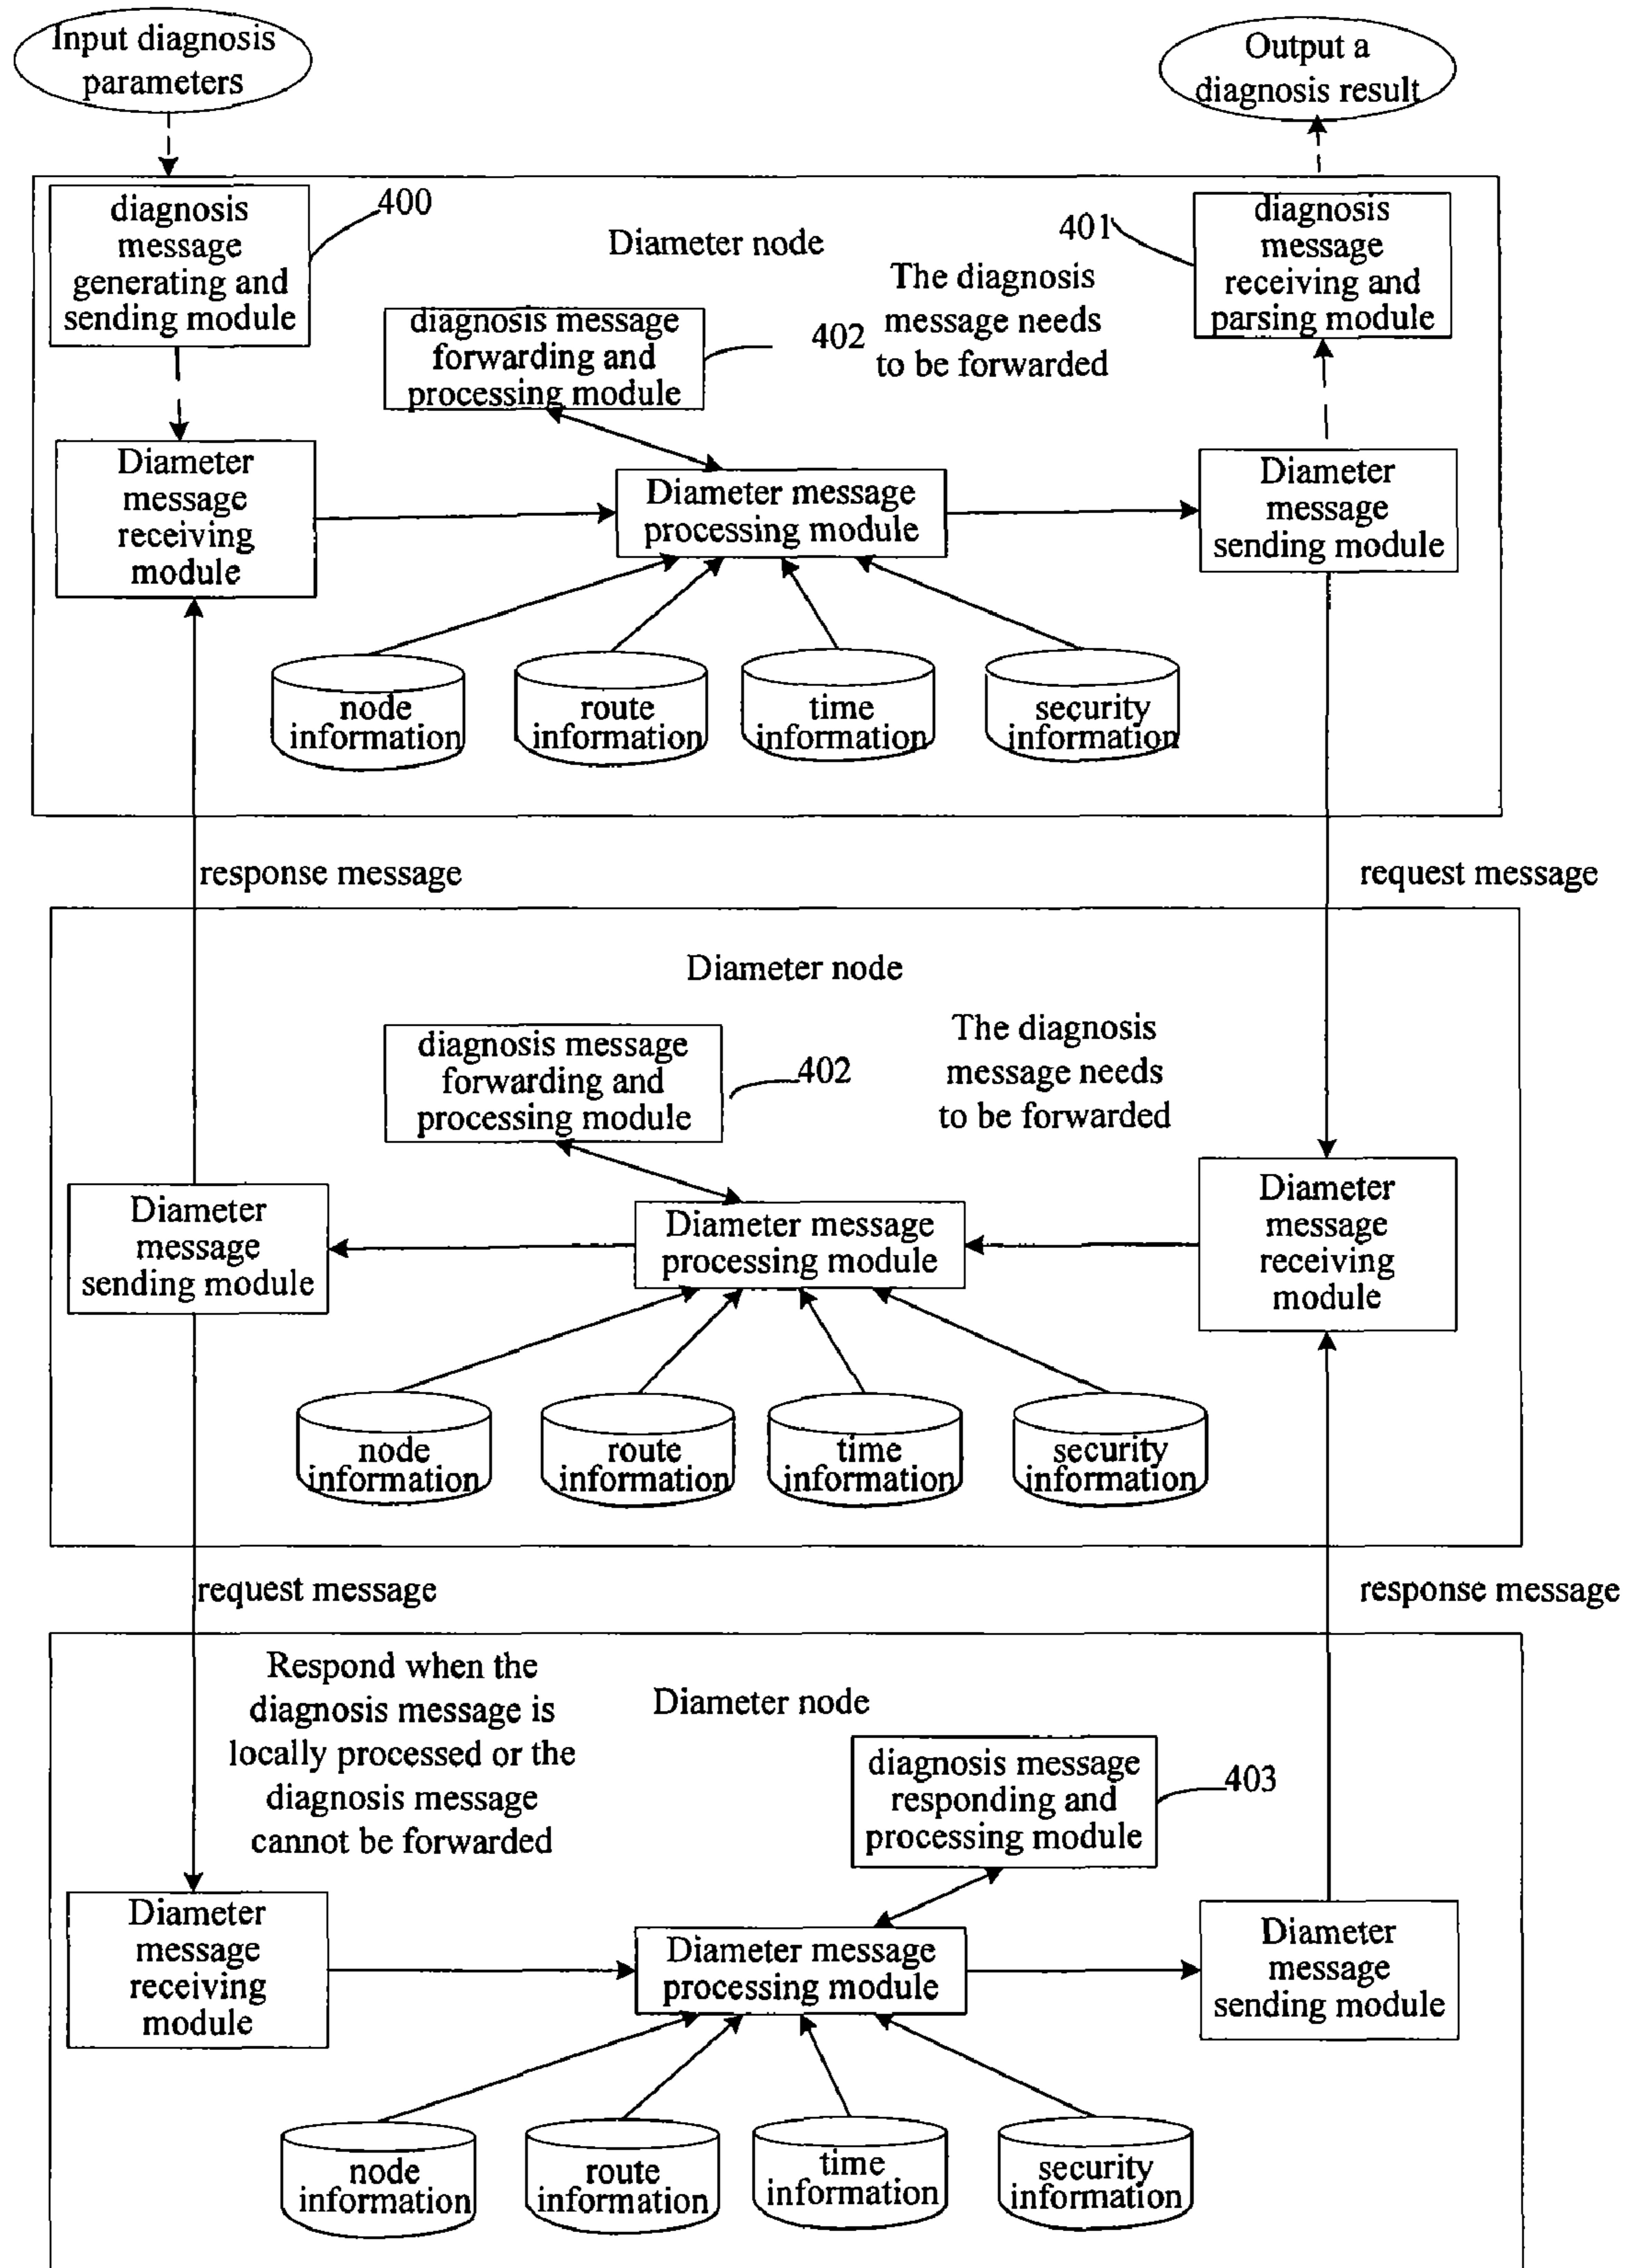 Input diagnosis
parameters
Output a
diagnosis result
diagnosis
message
generating and
sending module
400
Diameter node
401
diagnosis
message
receiving and
parsing module
diagnosis message
forwarding and
processing module
402
The diagnosis
message needs
to be forwarded
Diameter
message
receiving
module
Diameter message
processing module
Diameter
message
sending module
node
information
route
information
time
information
security
information
response message
request message
Diameter node
diagnosis message
forwarding and
processing module
402
The diagnosis
message needs
to be forwarded
Diameter
message
sending module
Diameter message
processing module
Diameter
message
receiving
module
node
information
route
information
time
information
security
information
request message
response message
Respond when the
diagnosis message is
locally processed or the
diagnosis message
cannot be forwarded
Diameter node
diagnosis message
responding and
processing module
403
Diameter
message
receiving
module
Diameter message
processing module
Diameter
message
sending module
node
information
route
information
time
information
security
information